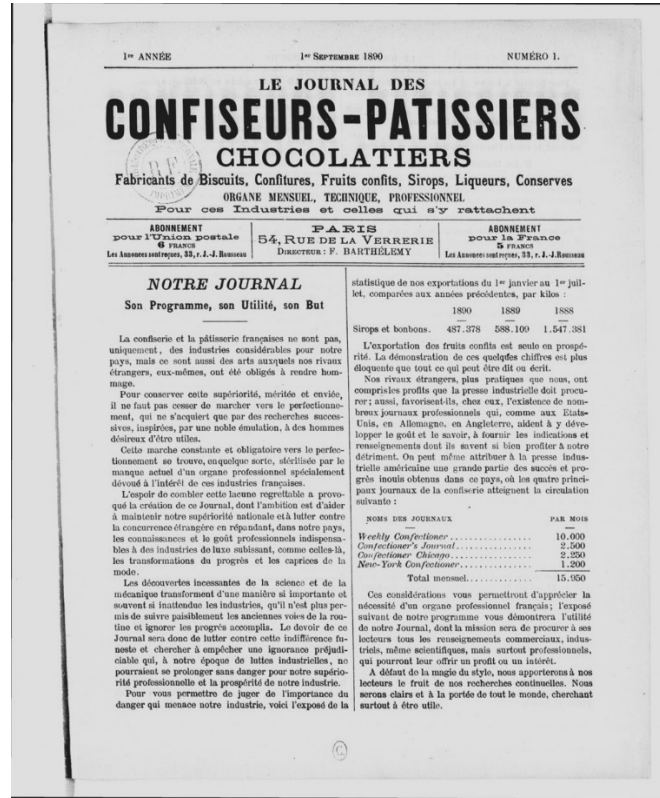 1re ANNÉE
1er SEPTEMBRE 1890
NUMÉRO 1.
LE JOURNAL DES
CONFISEURS-PATISSIERS
CHOCOLATIERS
Fabricants de Biscuits, Confitures, Fruits confits, Sirops, Liqueurs, Conserves
ORGANE MENSUEL, TECHNIQUE, PROFESSIONNEL
Pour ces Industries et celles qui s'y rattachent
ABONNEMENT
pour l'Union postale
6 FRANCS
Les Annonces sont reçues, 33, r. J.-J. Rousseau
PARIS
54, RUE DE LA VERRERIE
DIRECTEUR : F. BARTHÉLEMY
ABONNEMENT
pour la France
5 FRANCS
Les Annonces sont reçues, 33, r. J.-J. Rousseau
NOTRE JOURNAL
Son Programme, son Utilité, son But
La confiserie et la pâtisserie françaises ne sont pas,
uniquement, des industries considérables pour notre
pays, mais ce sont aussi des arts auxquels nos rivaux
étrangers, eux-mêmes, ont été obligés à rendre hom-
mage.
Pour conserver cette supériorité, méritée et enviée,
il ne faut pas cesser de marcher vers le perfectionne-
ment, qui ne s'acquiert que par des recherches succes-
sives, inspirées, par une noble émulation, à des hommes
désireux d'être utiles.
Cette marche constante et obligatoire vers le perfec-
tionnement se trouve, en quelque sorte, stérilisée par le
manque actuel d'un organe professionnel spécialement
dévoué à l'intérêt de ces industries françaises.
L'espoir de combler cette lacune regrettable a provo-
qué la création de ce Journal, dont l'ambition est d'aider
à maintenir notre supériorité nationale et à lutter contre
la concurrence étrangère en répandant, dans notre pays,
les connaissances et le goût professionnels indispensa-
bles à des industries de luxe subissant, comme celles-là,
les transformations du progrès et les caprices de la
mode.
Les découvertes incessantes de la science et de la
mécanique transforment d'une manière si importante et
souvent si inattendue les industries, qu'il n'est plus per-
mis de suivre paisiblement les anciennes voies de la rou-
tine et ignorer les progrès accomplis. Le devoir de ce
Journal sera donc de lutter contre cette indifférence fu-
neste et chercher à empêcher une ignorance préjudi-
ciable qui, à notre époque de luttes industrielles, ne
pourraient se prolonger sans danger pour notre supério-
rité professionnelle et la prospérité de notre industrie.
Pour vous permettre de juger de l'importance du
danger qui menace notre industrie, voici l'exposé de la
statistique de nos exportations du 1er janvier au 1er juil-
let, comparées aux années précédentes, par kilos :
1890 1889 1888
Sirops et bonbons. 487.378 588.109 1.547.381
L'exportation des fruits confits est seule en prospé-
rité. La démonstration de ces quelques chiffres est plus
éloquente que tout ce qui peut être dit ou écrit.
Nos rivaux étrangers, plus pratiques que nous, ont
compris les profits que la presse industrielle doit procu-
rer ; aussi, favorisent-ils, chez eux, l'existence de nom-
breux journaux professionnels qui, comme aux Etats-
Unis, en Allemagne, en Angleterre, aident à y déve-
lopper le goût et le savoir, à fournir les indications et
renseignements dont ils savent si bien profiter à notre
détriment. On peut même attribuer à la presse indus-
trielle américaine une grande partie des succès et pro-
grès inouïs obtenus dans ce pays, où les quatre princi-
paux journaux de la confiserie atteignent la circulation
suivante :
NOMS DES JOURNAUX PAR MOIS
Weekly Confectioner ................ 10.000
Confectioner's Journal................ 2.500
Confectioner Chicago................ 2.250
New-York Confectioner............... 1.200
Total mensuel............. 15.950
Ces considérations vous permettront d'apprécier la
nécessité d'un organe professionnel français ; l'exposé
suivant de notre programme vous démontrera l'utilité
de notre Journal, dont la mission sera de procurer à ses
lecteurs tous les renseignements commerciaux, indus-
triels, même scientifiques, mais surtout professionnels,
qui pourront leur offrir un profit ou un intérêt.
A défaut de la magie du style, nous apporterons à nos
lecteurs le fruit de nos recherches continuelles. Nous
serons clairs et à la portée de tout le monde, cherchant
surtout à être utile.